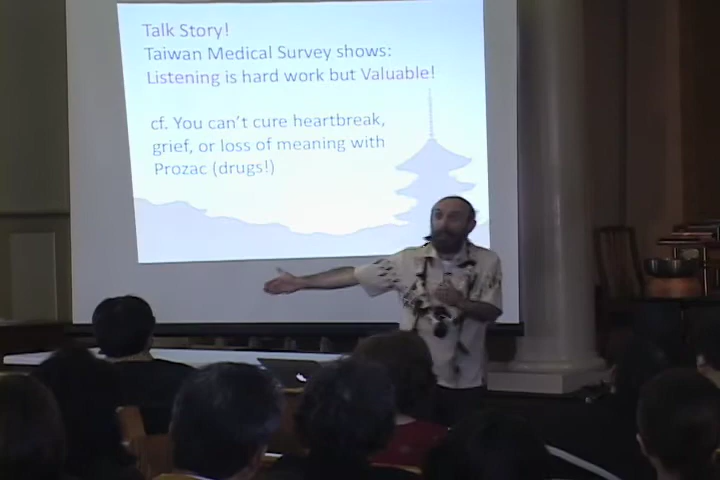 Talk Story!
Taiwan Medical Survey shows:
Listening is hard work but Valuable!
cf. You can't cure heartbreak,
grief, or loss of meaning with
Prozac (drugs!)